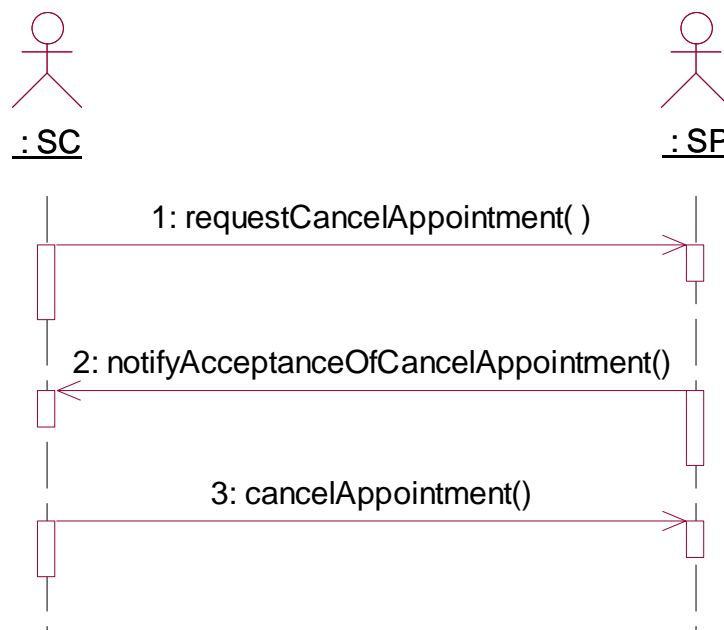 : SC
: SP
1: requestCancelAppointment( )
2: notifyAcceptanceOfCancelAppointment()
3: cancelAppointment()